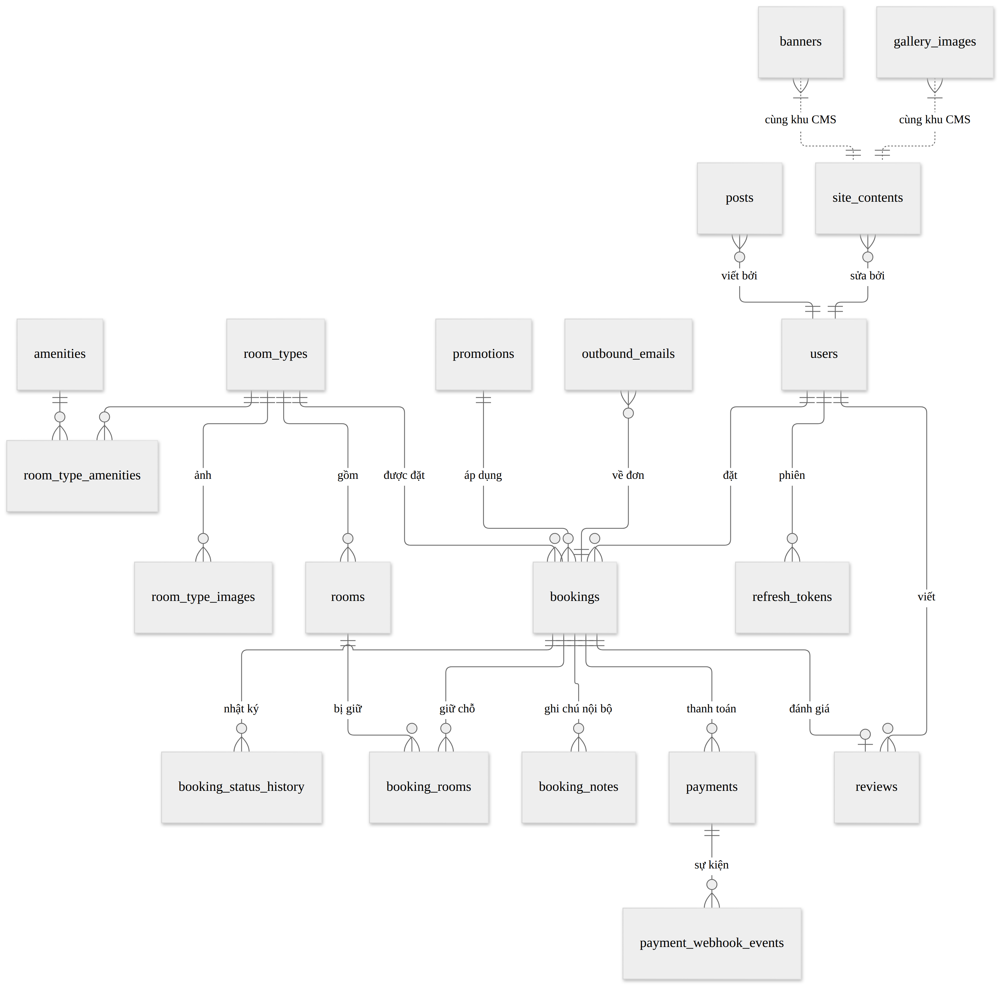 banners
gallery_images
cùng khu CMS
cùng khu CMS
posts
site_contents
viết bởi
sửa bởi
amenities
room_types
promotions
outbound_emails
users
room_type_amenities
ảnh
gồm
được đặt
áp dụng
về đơn
đặt
phiên
room_type_images
rooms
bookings
refresh_tokens
viết
nhật ký
bị giữ
giữ chỗ
ghi chú nội bộ
thanh toán
đánh giá
booking_status_history
booking_rooms
booking_notes
payments
reviews
sự kiện
payment_webhook_events